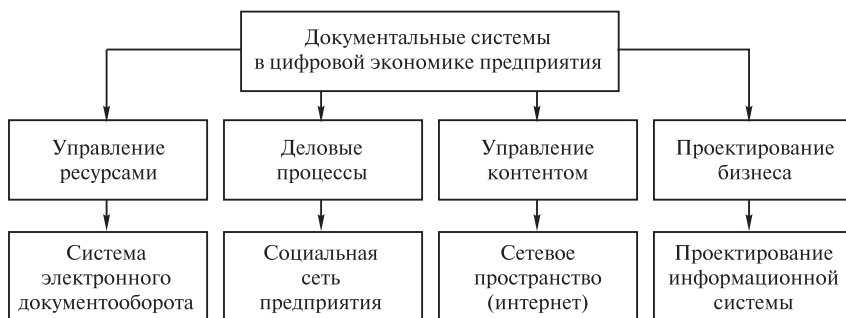 Документальные системы
в цифровой экономике предприятия
Управление
ресурсами
Деловые
процессы
Управление
контентом
Проектирование
бизнеса
Система
электронного
документооборота
Социальная
сеть
предприятия
Сетевое
пространство
(интернет)
Проектирование
информационной
системы